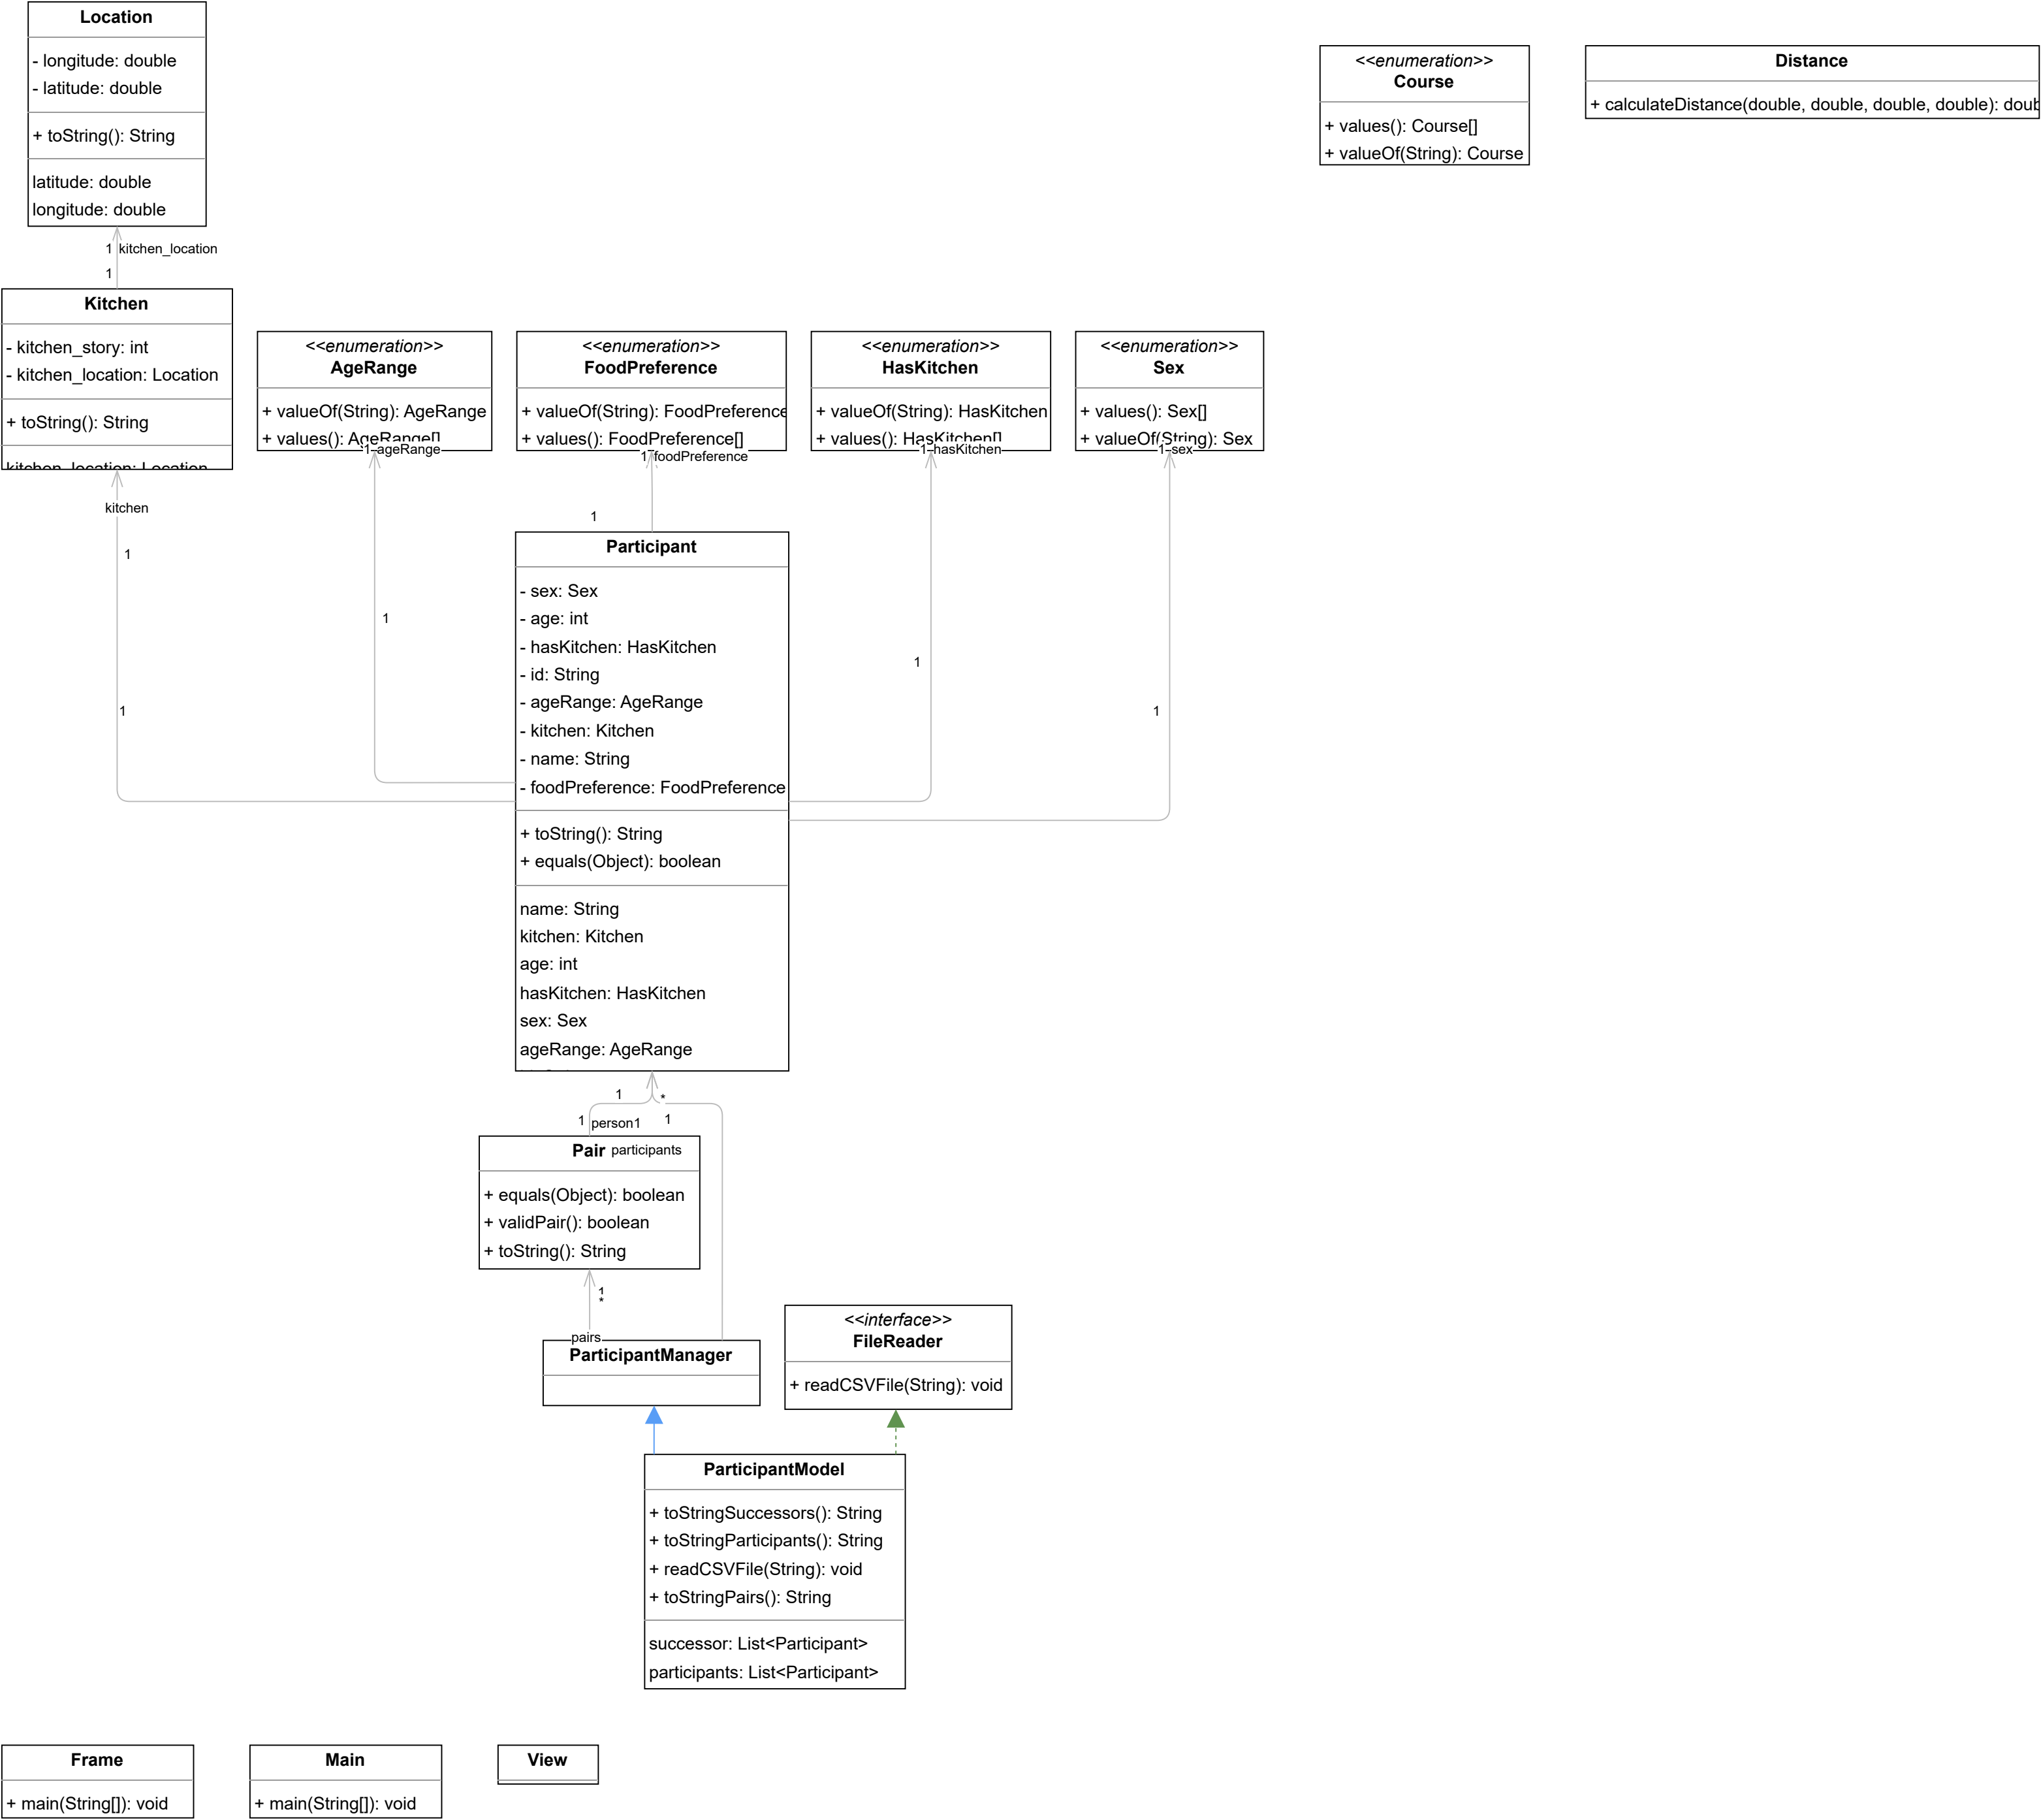 Location
- longitude: double
- latitude: double
+ toString(): String
latitude: double
longitude: double
1 kitchen_location
1
<<enumeration>>
Course
+ values(): Course[]
+ valueOf(String): Course
Distance
+ calculateDistance(double, double, double, double):
Kitchen
- kitchen_story: int
- kitchen_location: Location
+ toString(): String
kitchen_location: Location
kitchen
1
1
<<enumeration>>
AgeRange
+ valueOf(String): AgeRange
+ values(): AgeRange[]
1 ageRange
1
<<enumeration>>
FoodPreference
+ valueOf(String): FoodPreference
+ values(): FoodPreference[]
1 foodPreference
1
<<enumeration>>
HasKitchen
+ valueOf(String): HasKitchen
+ values(): HasKitchen[]
1 hasKitchen
1
<<enumeration>>
Sex
+ values(): Sex[]
+ valueOf(String): Sex
1 sex
1
Participant
- sex: Sex
- age: int
- hasKitchen: HasKitchen
- id: String
- ageRange: AgeRange
- kitchen: Kitchen
- name: String
- foodPreference: FoodPreference
+ toString(): String
+ equals(Object): boolean
name: String
kitchen: Kitchen
age: int
hasKitchen: HasKitchen
sex: Sex
ageRange: AgeRange
1
*
1 person1
1
participants
Pair
+ equals(Object): boolean
+ validPair(): boolean
+ toString(): String
1
*
pairs
ParticipantManager
<<interface>>
FileReader
+ readCSVFile(String): void
ParticipantModel
+ toStringSuccessors(): String
+ toStringParticipants(): String
+ readCSVFile(String): void
+ toStringPairs(): String
successor: List<Participant>
participants: List<Participant>
Frame
+ main(String[]): void
Main
+ main(String[]): void
View